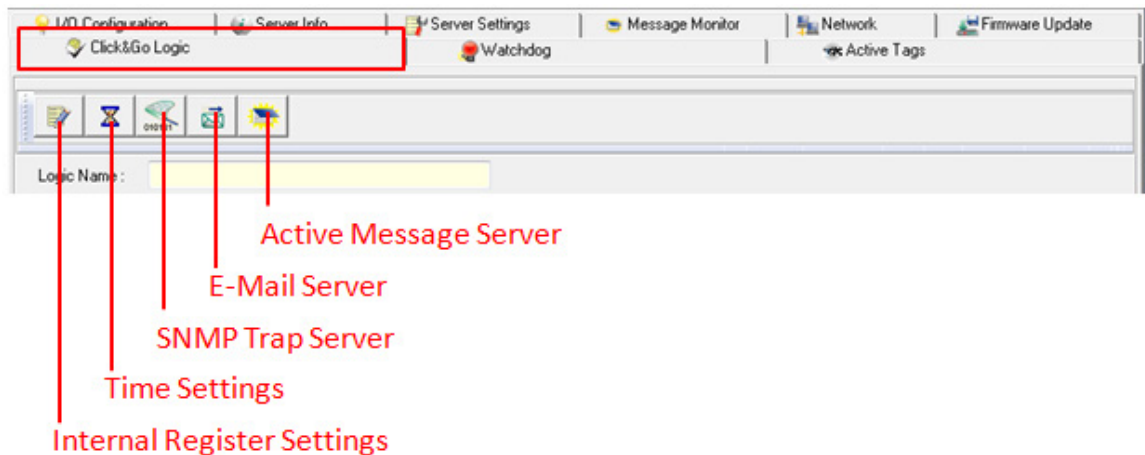 I/O Configuration Server Info Server Settings Message Monitor Network Firmware Update
Click&Go Logic Watchdog Active Tags
010101
Logic Name :
Active Message Server
E-Mail Server
SNMP Trap Server
Time Settings
Internal Register Settings